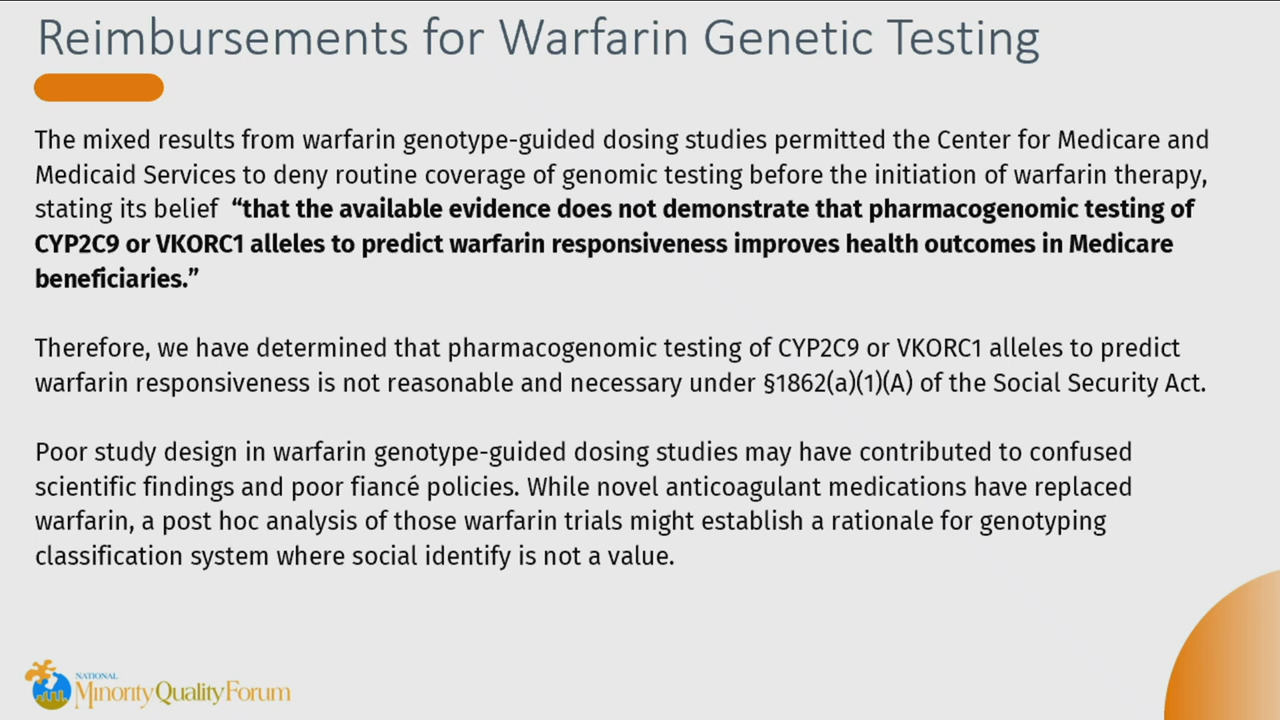 Reimbursements for Warfarin Genetic Testing
The mixed results from warfarin genotype-guided dosing studies permitted the Center for Medicare and
Medicaid Services to deny routine coverage of genomic testing before the initiation of warfarin therapy,
stating its belief “that the available evidence does not demonstrate that pharmacogenomic testing of
CYP2C9 or VKORC1 alleles to predict warfarin responsiveness improves health outcomes in Medicare
beneficiaries.”
Therefore, we have determined that pharmacogenomic testing of CYP2C9 or VKORC1 alleles to predict
warfarin responsiveness is not reasonable and necessary under §1862(a)(1)(A) of the Social Security Act.
Poor study design in warfarin genotype-guided dosing studies may have contributed to confused
scientific findings and poor fiancé policies. While novel anticoagulant medications have replaced
warfarin, a post hoc analysis of those warfarin trials might establish a rationale for genotyping
classification system where social identify is not a value.
NATIONAL
Minority Quality Forum